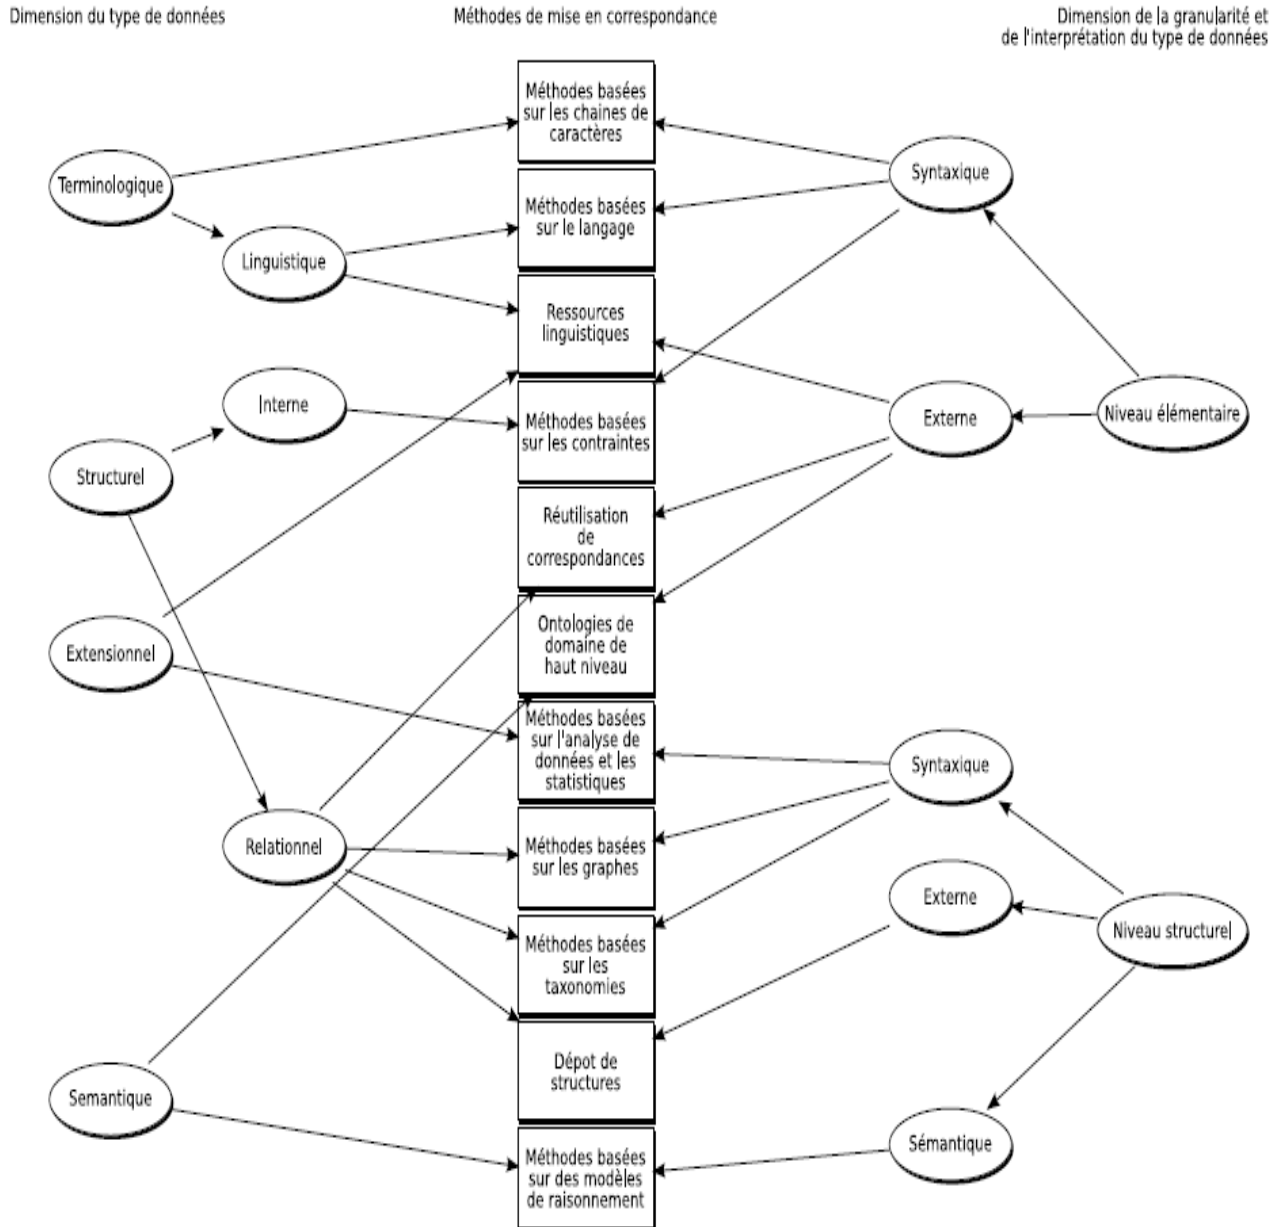 Dimension du type de données
Méthodes de mise en correspondance
Dimension de la granularité et
de l'interprétation du type de données
Méthodes basées
sur les chaines de
caractères
Terminologique
Syntaxique
Méthodes basées
sur le langage
Linguistique
Ressources
linguistiques
Interne
Externe
Niveau élémentaire
Méthodes basées
sur les contraintes
Structurel
Réutilisation
de
correspondances
Extensionnel
Ontologies de
domaine de
haut niveau
Méthodes basées
sur l'analyse de
données et les
statistiques
Syntaxique
Relationnel
Méthodes basées
sur les graphes
Externe
Niveau structurel
Méthodes basées
sur les
taxonomies
Dépot de
structures
Semantique
Sémantique
Méthodes basées
sur des modèles
de raisonnement